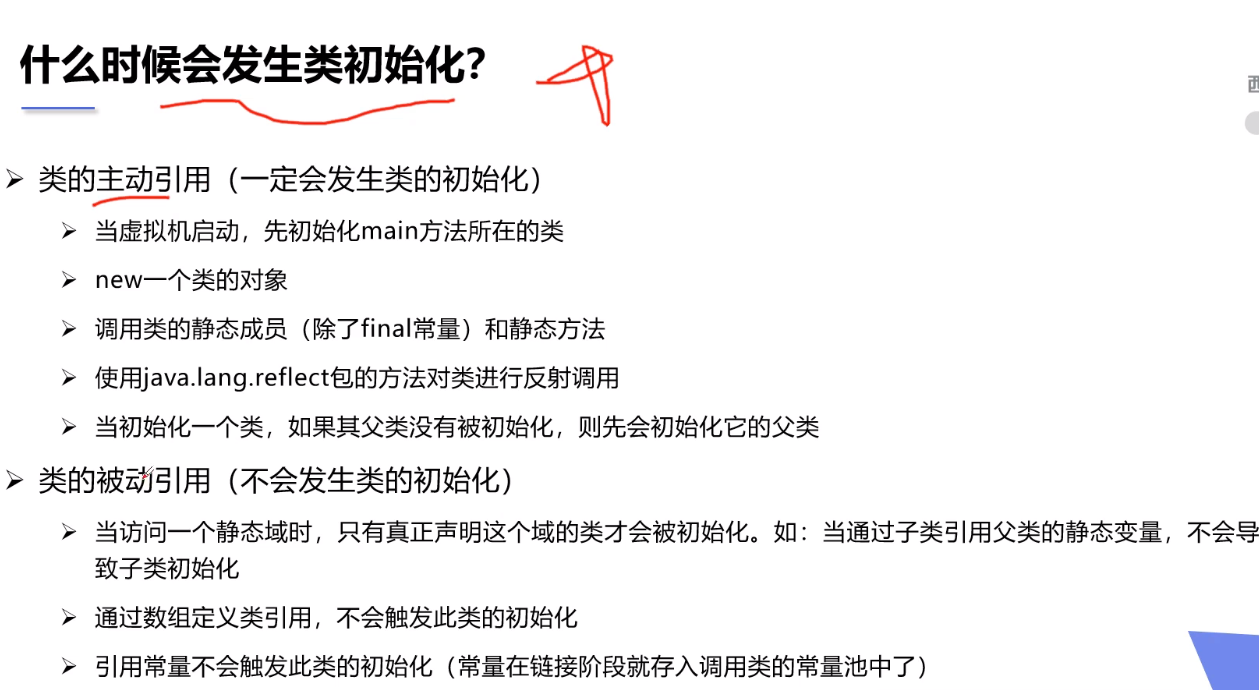 什么时候会发生类初始化？
类的主动引用（一定会发生类的初始化）
当虚拟机启动，先初始化main方法所在的类
new一个类的对象
调用类的静态成员（除了final常量）和静态方法
使用java.lang.reflect包的方法对类进行反射调用
当初始化一个类，如果其父类没有被初始化，则先会初始化它的父类
类的被动引用（不会发生类的初始化）
当访问一个静态域时，只有真正声明这个域的类才会被初始化。如：当通过子类引用父类的静态变量，不会导
致子类初始化
通过数组定义类引用，不会触发此类的初始化
引用常量不会触发此类的初始化（常量在链接阶段就存入调用类的常量池中了）